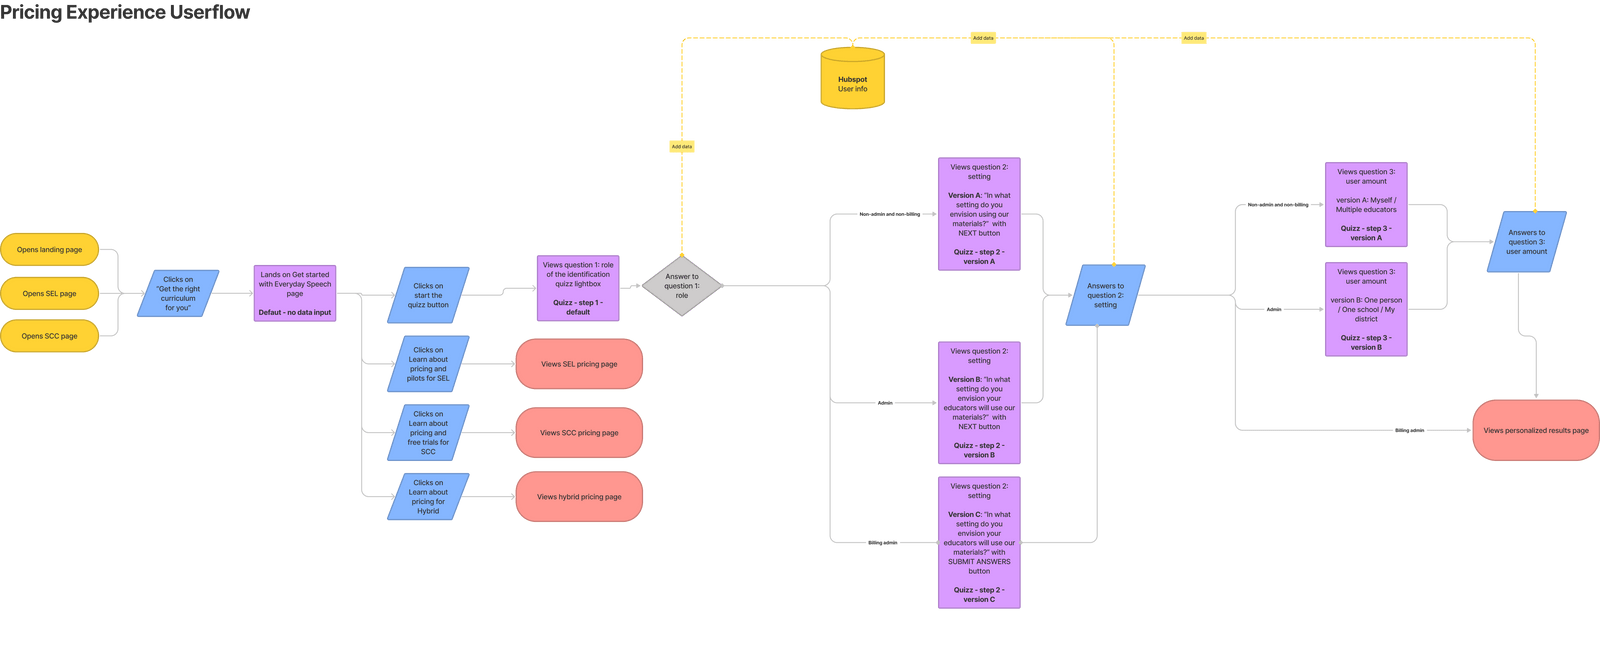 Pricing Experience Userflow
Add data
Add data
Hubspot
User info
Add data
Opens landing page
Opens SEL page
Opens SCC page
Clicks on
"Get the right
curriculum
for you"
Lands on Get started
with Everyday Speech
page
Defaut - no data input
Clicks on
start the
quizz button
Clicks on
Learn about
pricing and
pilots for SEL
Clicks on
Learn about
pricing and
free trials for
SCC
Clicks on
Learn about
pricing for
Hybrid
Views question 1: role
of the identification
quizz lightbox
Quizz - step 1 -
default
Views SEL pricing page
Views SCC pricing page
Views hybrid pricing page
Answer to
question 1:
role
Non-admin and non-billing
Admin
Billing admin
Views question 2:
setting
Version A: "In what
setting do you
envision using our
materials?" with
NEXT button
Quizz - step 2 -
version A
Views question 2:
setting
Version B: "In what
setting do you
envision your
educators will use our
materials?" with
NEXT button
Quizz - step 2 -
version B
Views question 2:
setting
Version C: "In what
setting do you
envision your
educators will use our
materials?" with
SUBMIT ANSWERS
button
Quizz - step 2 -
version C
Answers to
question 2:
setting
Non-admin and non-billing
Admin
Billing admin
Views question 3:
user amount
version A: Myself /
Multiple educators
Quizz - step 3 -
version A
Views question 3:
user amount
version B: One person
/ One school / My
district
Quizz - step 3 -
version B
Answers to
question 3:
user amount
Views personalized results page